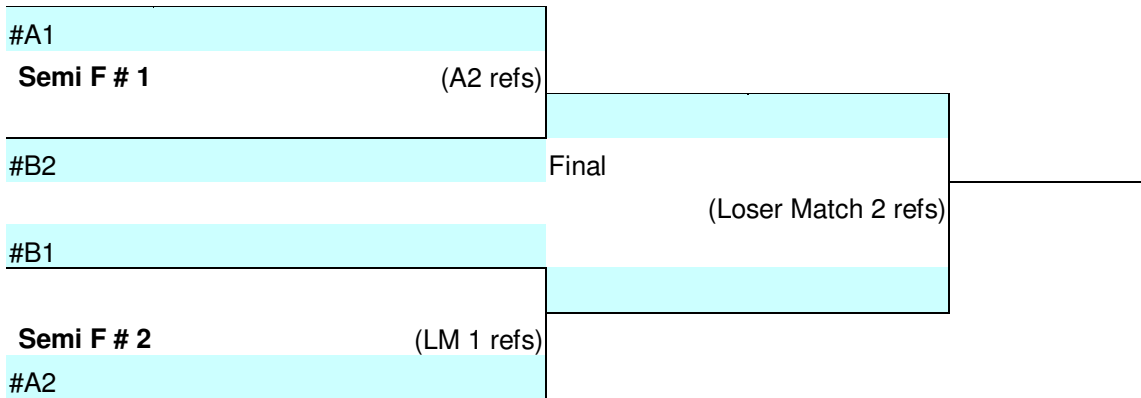 #A1
Semi F # 1 (A2 refs)
#B2
Final
(Loser Match 2 refs)
#B1
Semi F # 2 (LM 1 refs)
#A2